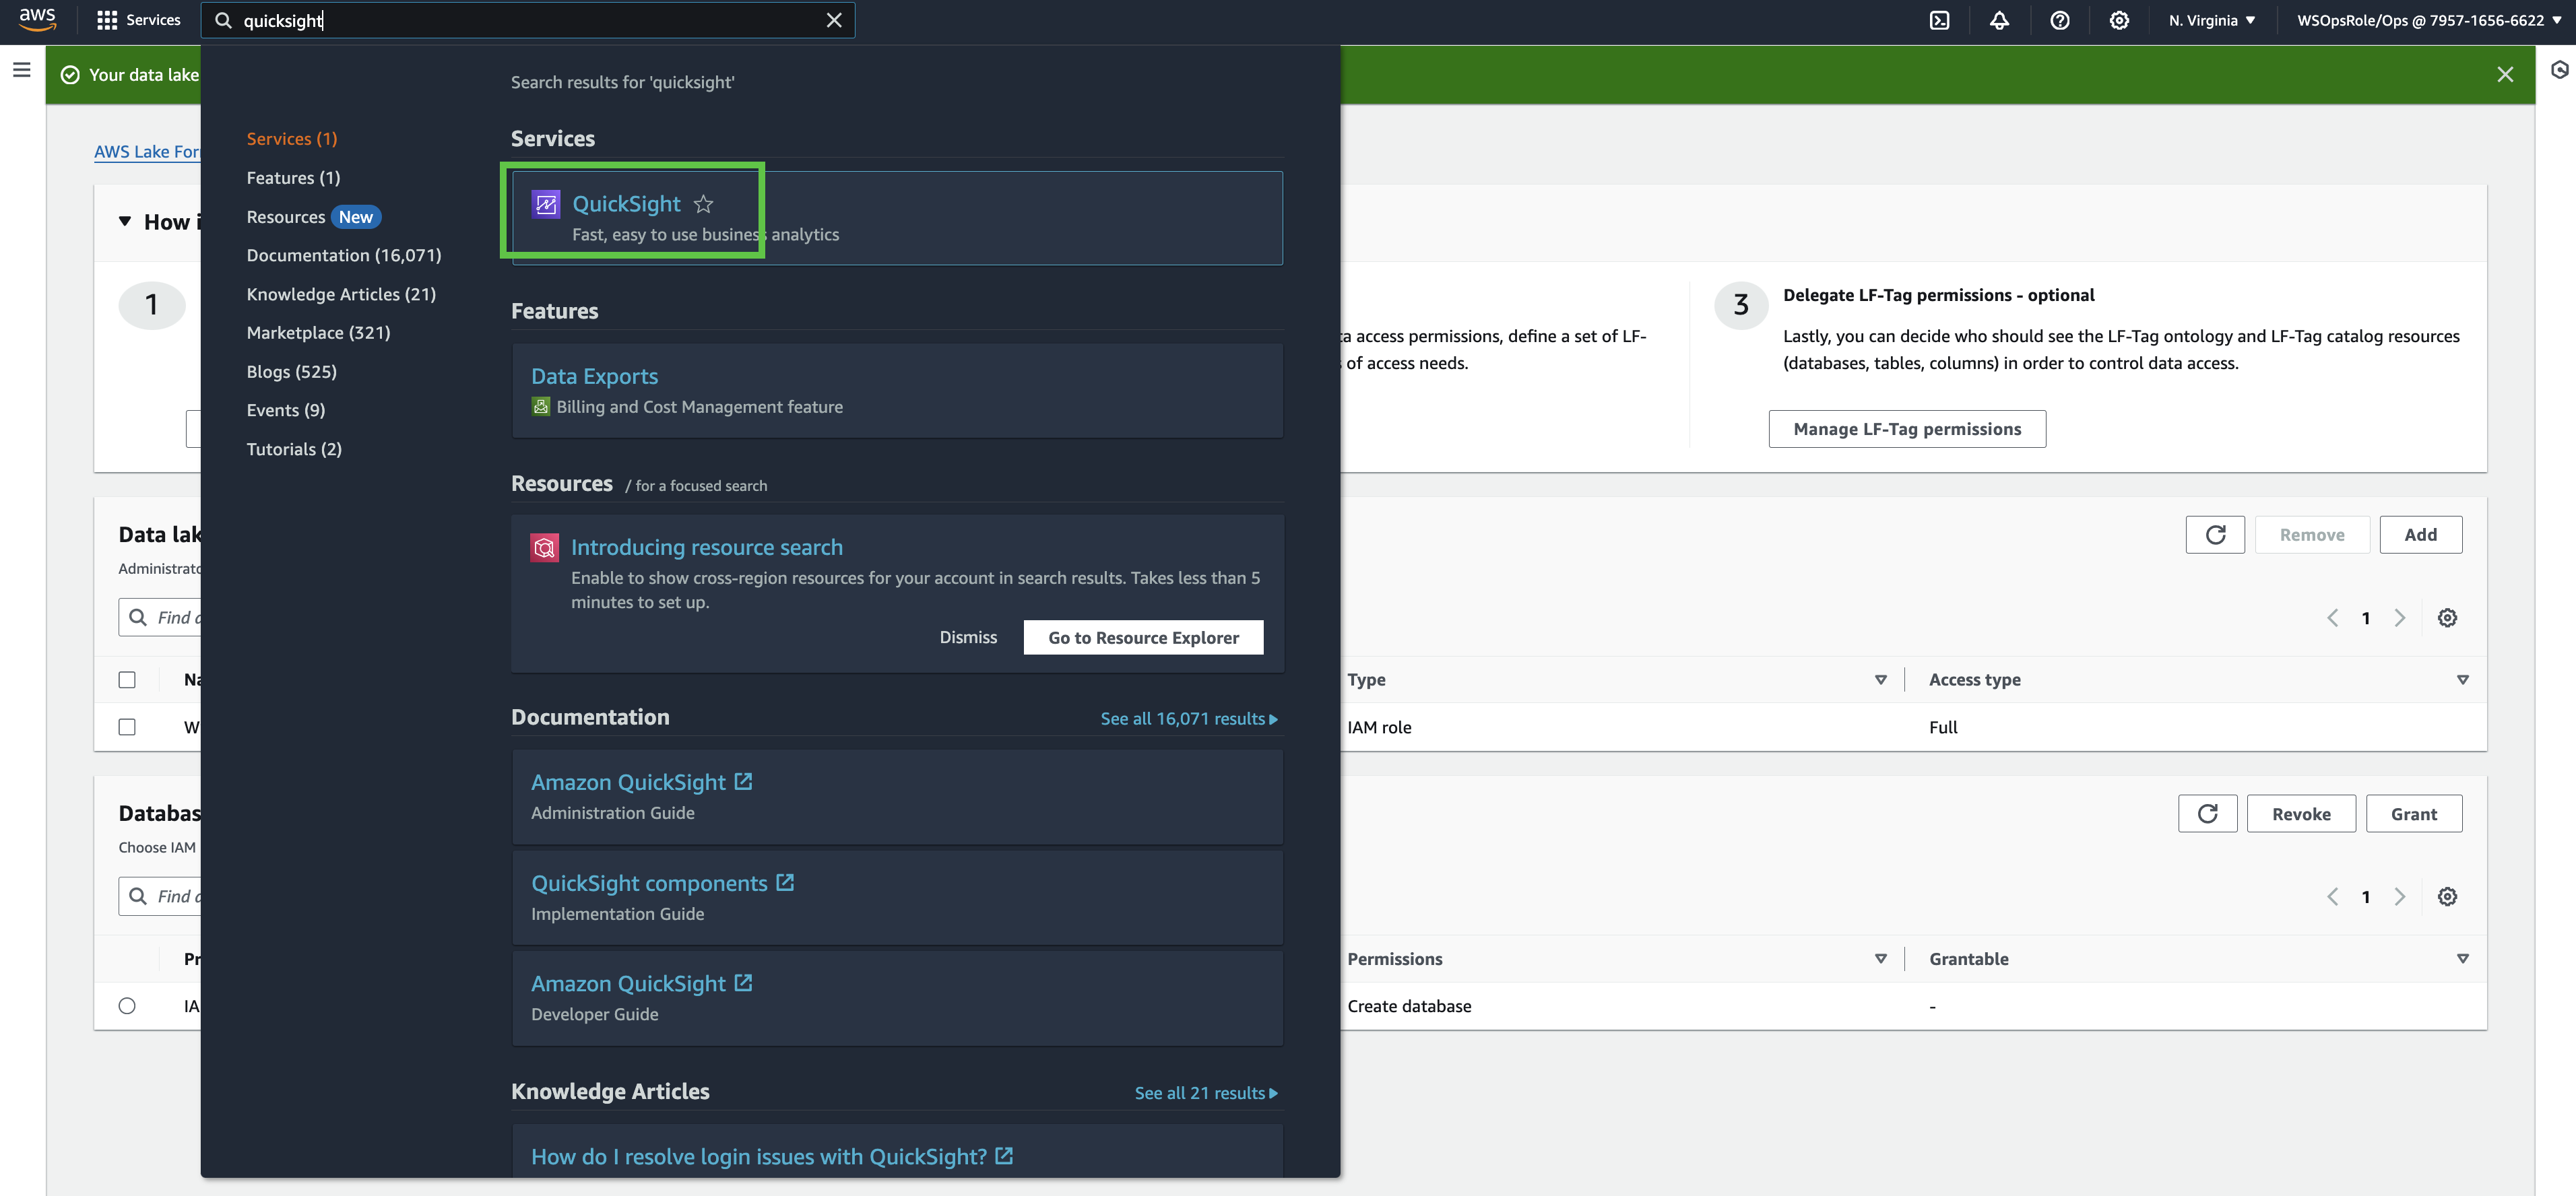 aws
Services
quicksight
N. Virginia
WSOpsRole/Ops @ 7957-1656-6622
Your data lake
Search results for 'quicksight'
Services (1)
Features (1)
Resources New
Documentation (16,071)
Knowledge Articles (21)
Marketplace (321)
Blogs (525)
Events (9)
Tutorials (2)
Services
QuickSight
Fast, easy to use business analytics
Features
Data Exports
Billing and Cost Management feature
Resources / for a focused search
Introducing resource search
Enable to show cross-region resources for your account in search results. Takes less than 5
minutes to set up.
Dismiss
Go to Resource Explorer
Documentation
See all 16,071 results
Amazon QuickSight
Administration Guide
QuickSight components
Implementation Guide
Amazon QuickSight
Developer Guide
Knowledge Articles
See all 21 results
How do I resolve login issues with QuickSight?
AWS Lake
How
1
access permissions, define a set of LF-
of access needs.
3
Delegate LF-Tag permissions - optional
Lastly, you can decide who should see the LF-Tag ontology and LF-Tag catalog resources
(databases, tables, columns) in order to control data access.
Manage LF-Tag permissions
Data
Remove
Add
Find
1
Type
Access type
IAM role
Full
Choose IAM
Revoke
Grant
Find
1
Permissions
Grantable
Create database
-